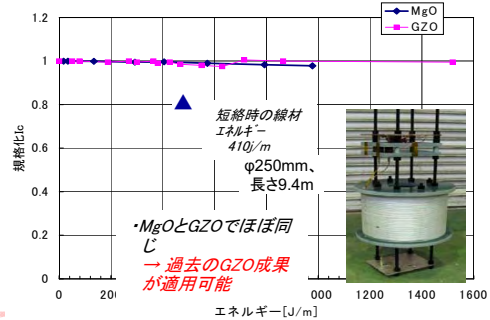 MgO
GZO
1.2
1
0.8
0.6
0.4
0.2
0
規格化Ic
短絡時の線材
エネルギー
410j/m
φ250mm、
長さ9.4m
・MgOとGZOでほぼ同
じ
→ 過去のGZO成果
が適用可能
0 200 000 1200 1400 1600
エネルギー[J/m]